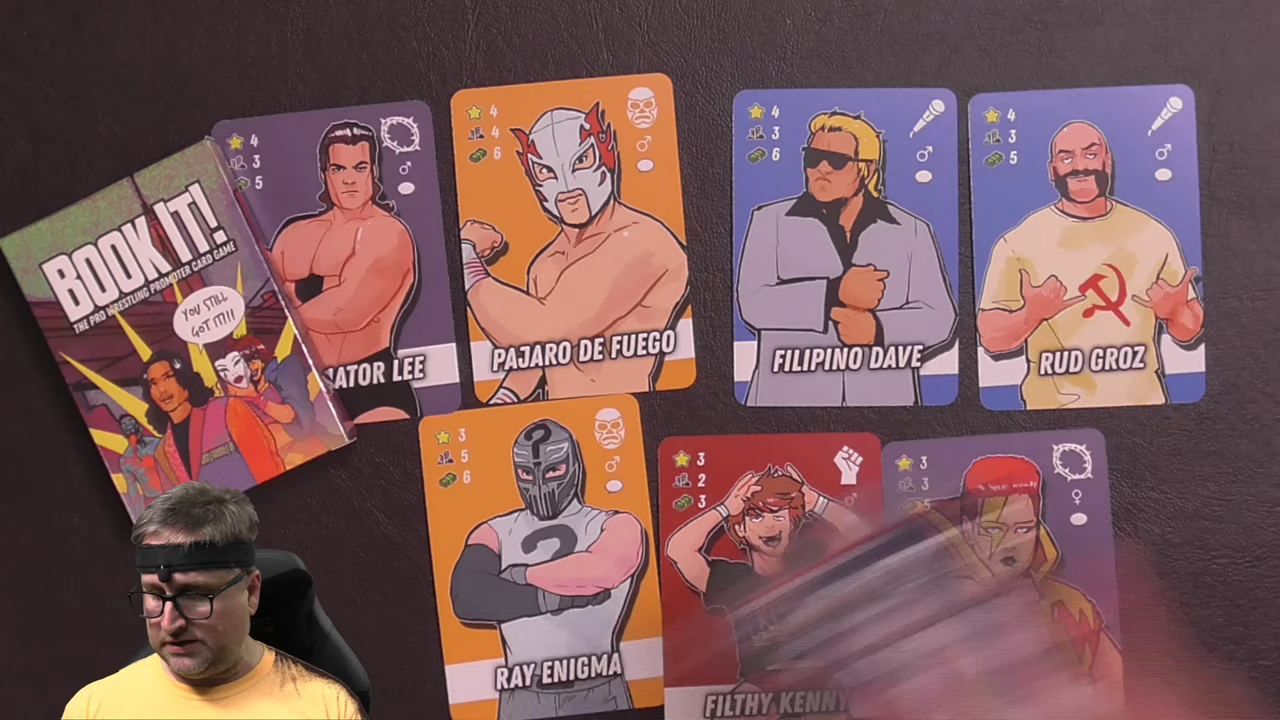 BOOK IT!
THE PRO WRESTLING PROMOTER CARD GAME
YOU STILL
GOT IT!!
4
3
5
ATOR LEE
4
4
6
PAJARO DE FUEGO
4
3
6
FILIPINO DAVE
4
3
5
RUD GROZ
3
5
6
?
?
RAY ENIGMA
3
2
3
FILTHY KENNY
3
3
5